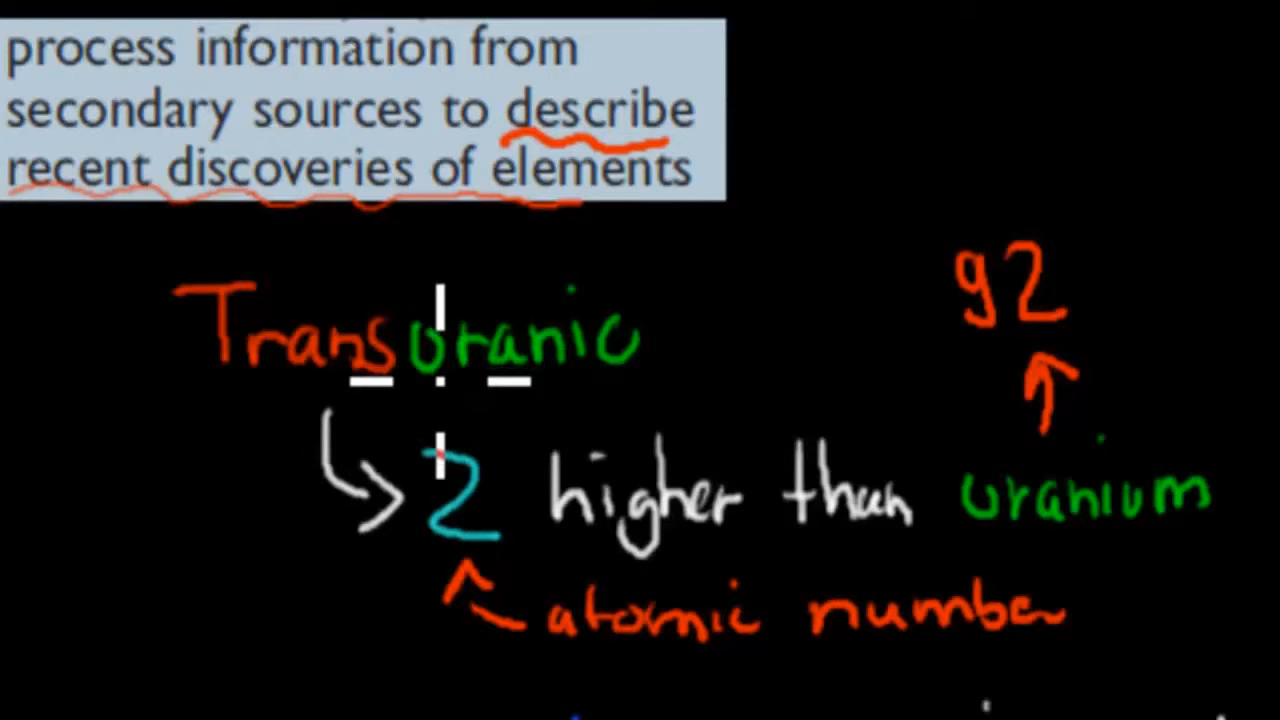 process information from
secondary sources to describe
recent discoveries of elements
92
Transuranic
Z higher than uranium
atomic number